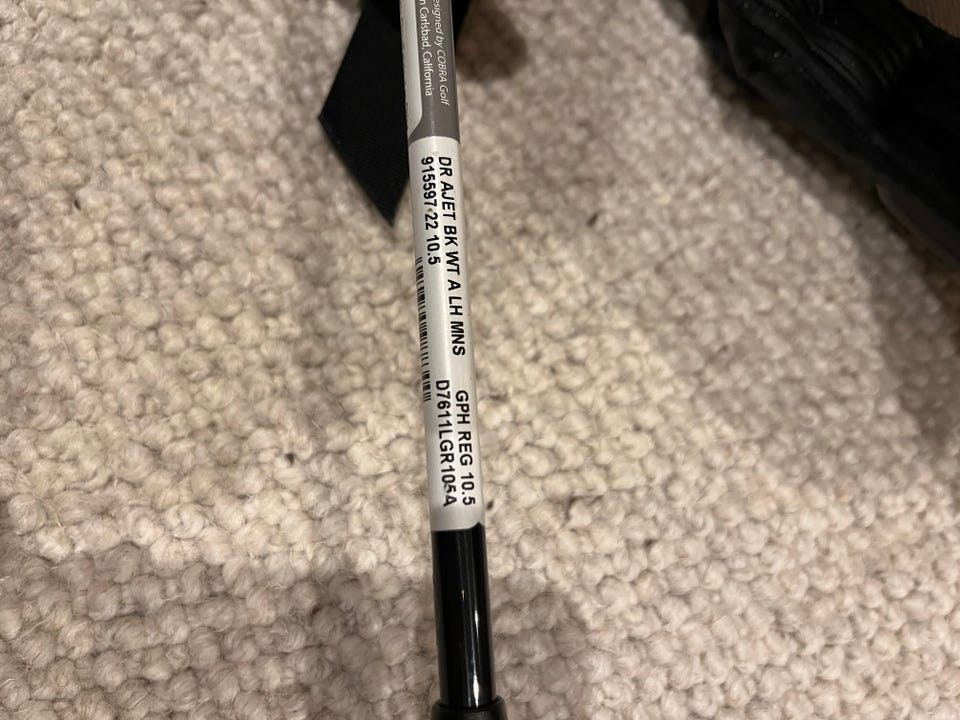 esigned by COBRA Golf
n Carlsbad, California
DR AJET BK WT A LH MNS GPH REG 10.5
915597 22 10.5 D7611LGR105A